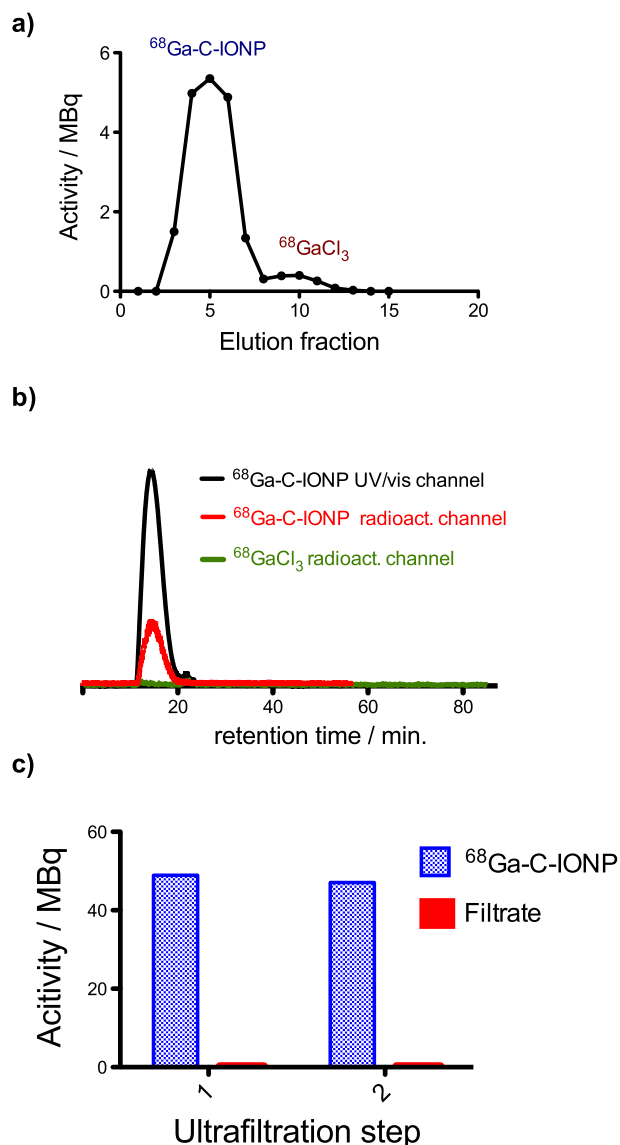 a)
⁶⁸Ga-C-IONP
6
4
2
0
Activity / MBq
⁶⁸GaCl₃
0 5 10 15 20
Elution fraction
b)
⁶⁸Ga-C-IONP UV/vis channel
⁶⁸Ga-C-IONP radioact. channel
⁶⁸GaCl₃ radioact. channel
20 40 60 80
retention time / min.
c)
60
40
20
0
Acitivity / MBq
⁶⁸Ga-C-IONP
Filtrate
1 2
Ultrafiltration step